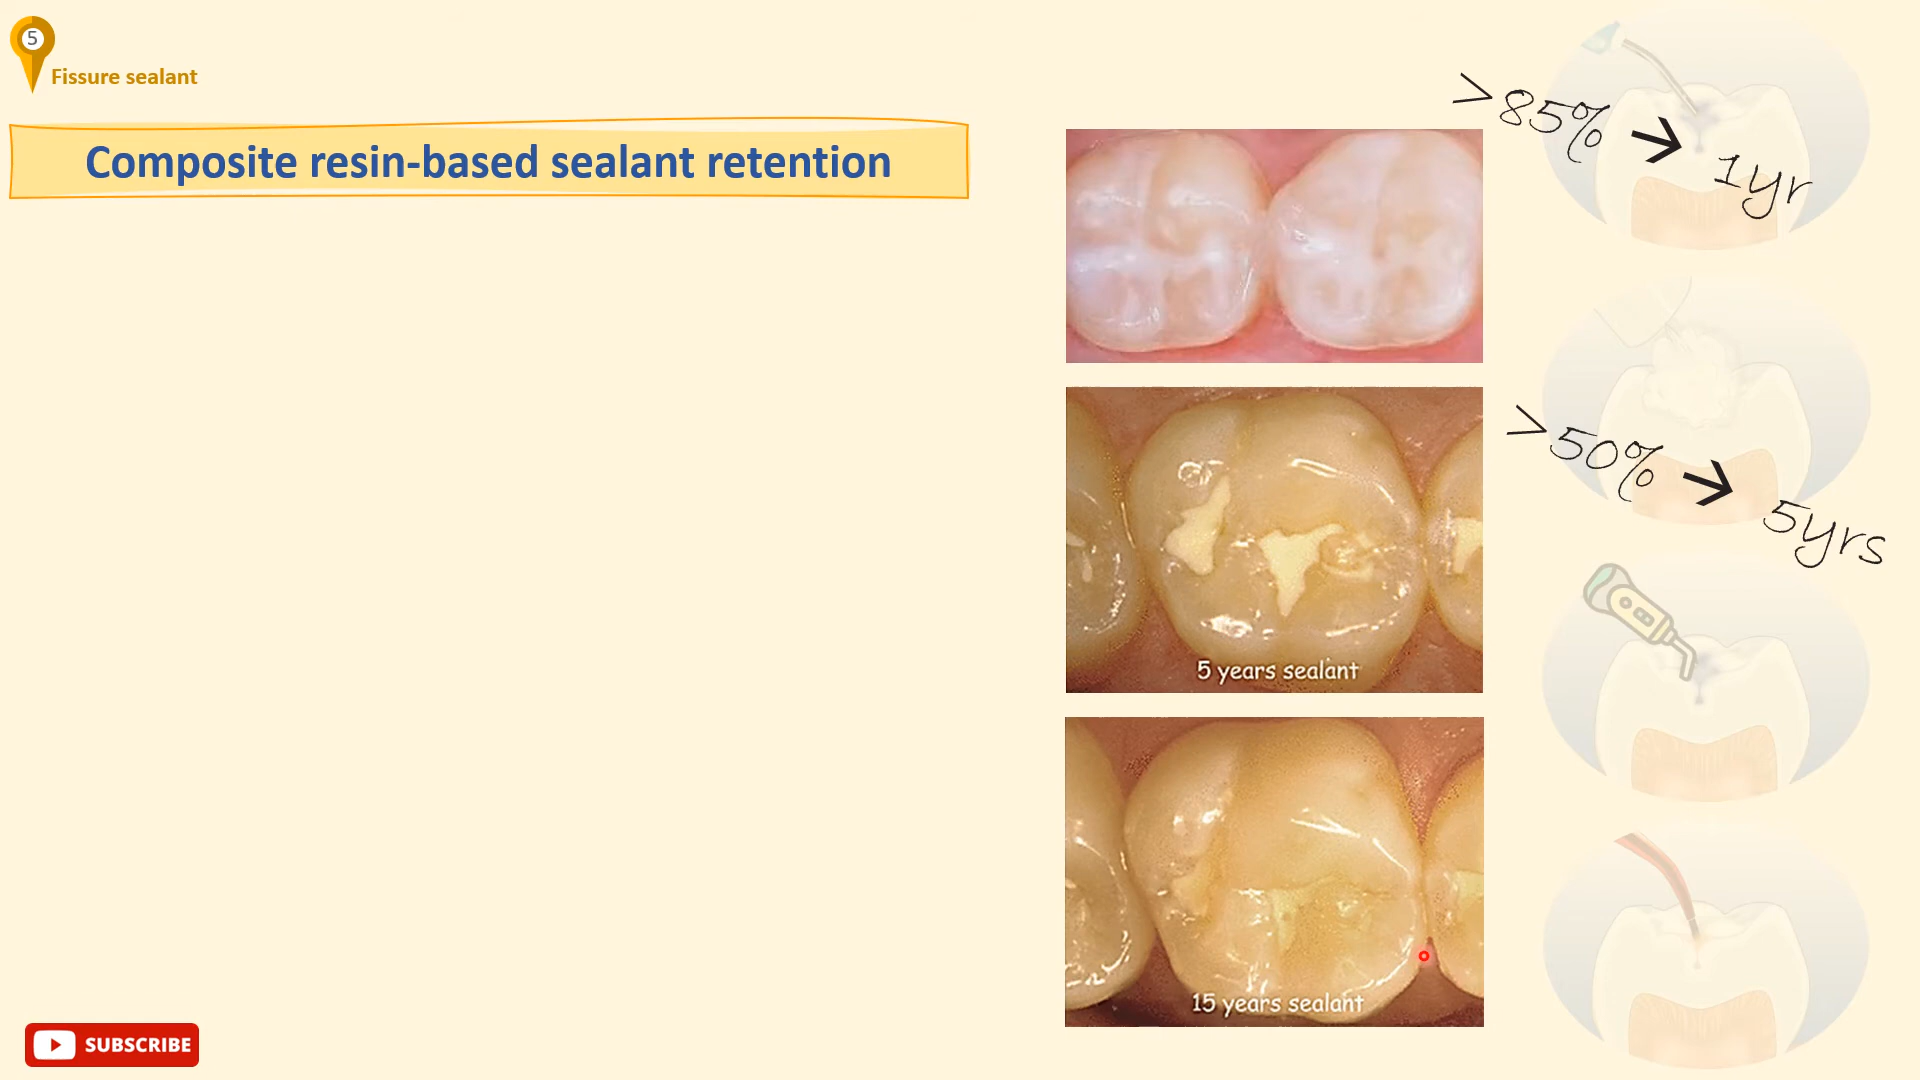 5
Fissure sealant
Composite resin-based sealant retention
>85% → 1yr
>50% → 5yrs
5 years sealant
15 years sealant
SUBSCRIBE